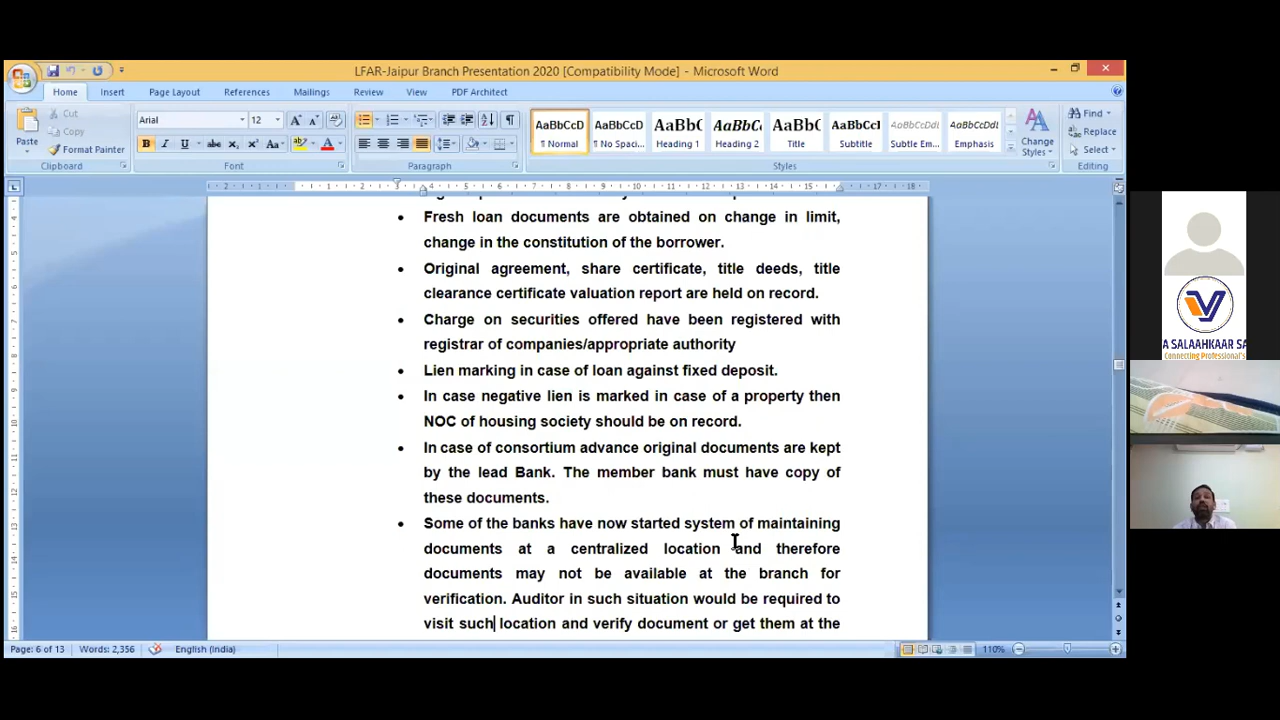 LFAR-Jaipur Branch Presentation 2020 [Compatibility Mode] - Microsoft Word
Home Insert Page Layout References Mailings Review View PDF Architect
Paste
Cut
Copy
Format Painter
Clipboard
Arial 12
Font
Paragraph
AaBbCcD AaBbCcD AaBbC AaBbCc AaBbC AaBbCcI AaBbCcDdI AaBbCcDdI
¶ Normal ¶ No Spaci... Heading 1 Heading 2 Title Subtitle Subtle Em... Emphasis
Styles
Change Styles
Find
Replace
Select
Editing
• Fresh loan documents are obtained on change in limit,
change in the constitution of the borrower.
• Original agreement, share certificate, title deeds, title
clearance certificate valuation report are held on record.
• Charge on securities offered have been registered with
registrar of companies/appropriate authority
• Lien marking in case of loan against fixed deposit.
• In case negative lien is marked in case of a property then
NOC of housing society should be on record.
• In case of consortium advance original documents are kept
by the lead Bank. The member bank must have copy of
these documents.
• Some of the banks have now started system of maintaining
documents at a centralized location and therefore
documents may not be available at the branch for
verification. Auditor in such situation would be required to
visit such location and verify document or get them at the
Page: 6 of 13 Words: 2,356 English (India) 110%
A SALAAHKAAR SA
Connecting Professional's